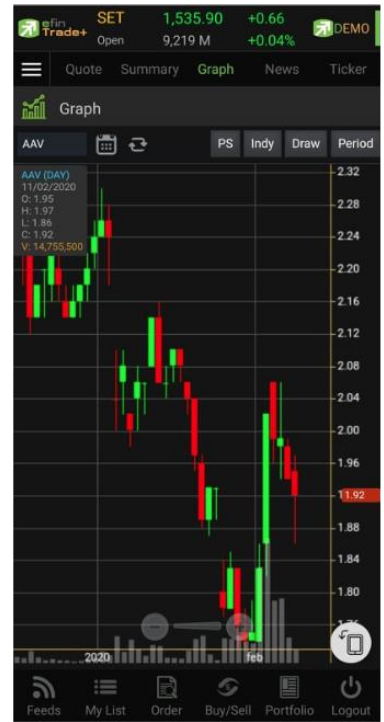 efin SET 1,535.90 +0.66
Trade+ Open 9,219 M +0.04% DEMO
Quote Summary Graph News Ticker
Graph
AAV PS Indy Draw Period
AAV (DAY)
11/02/2020
O: 1.95
H: 1.97
L: 1.86
C: 1.92
V: 14,755,500
2.32
2.28
2.24
2.20
2.16
2.12
2.08
2.04
2.00
1.96
1.92
1.88
1.84
1.80
2020 feb
Feeds My List Order Buy/Sell Portfolio Logout